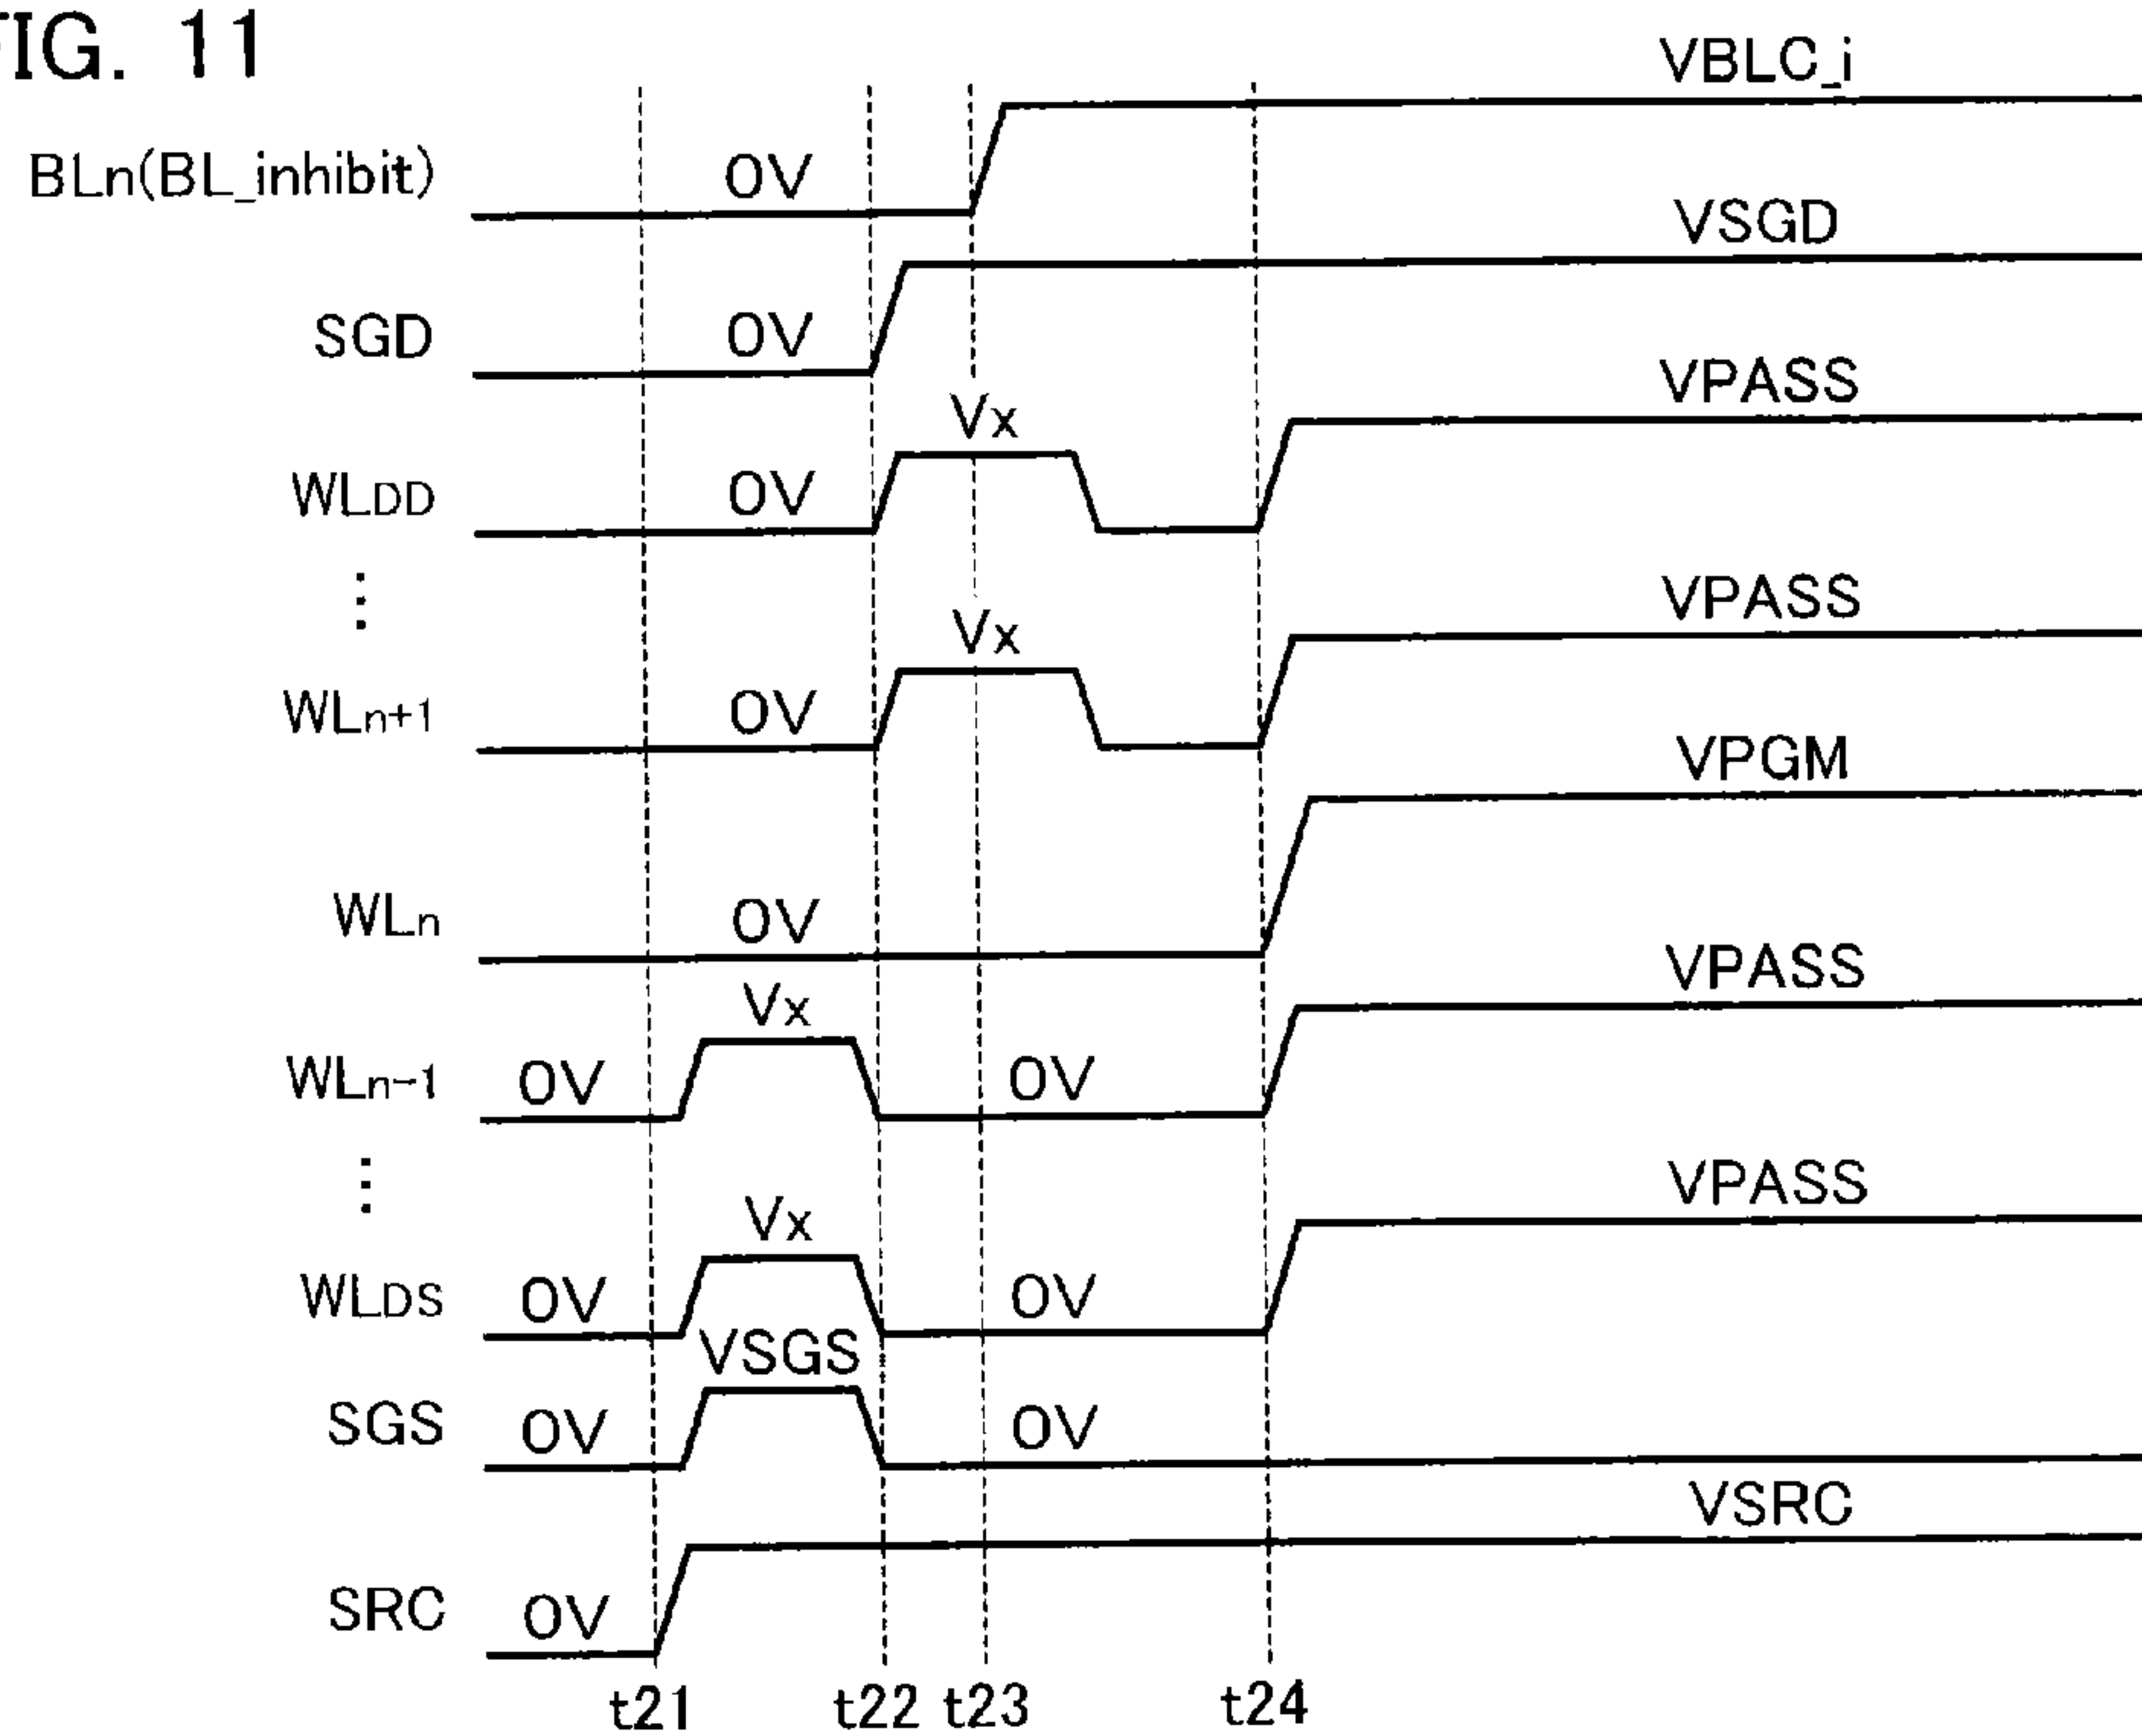 FIG. 11
VBLC_i
BLn(BL_inhibit) 0V
VSGD
SGD 0V
VPASS
Vx
WLDD 0V
VPASS
Vx
WLn+1 0V
VPGM
WLn 0V
VPASS
Vx
WLn-1 0V 0V
VPASS
Vx
WLDS 0V 0V
VSGS
SGS 0V 0V
VSRC
SRC 0V
t21 t22 t23 t24